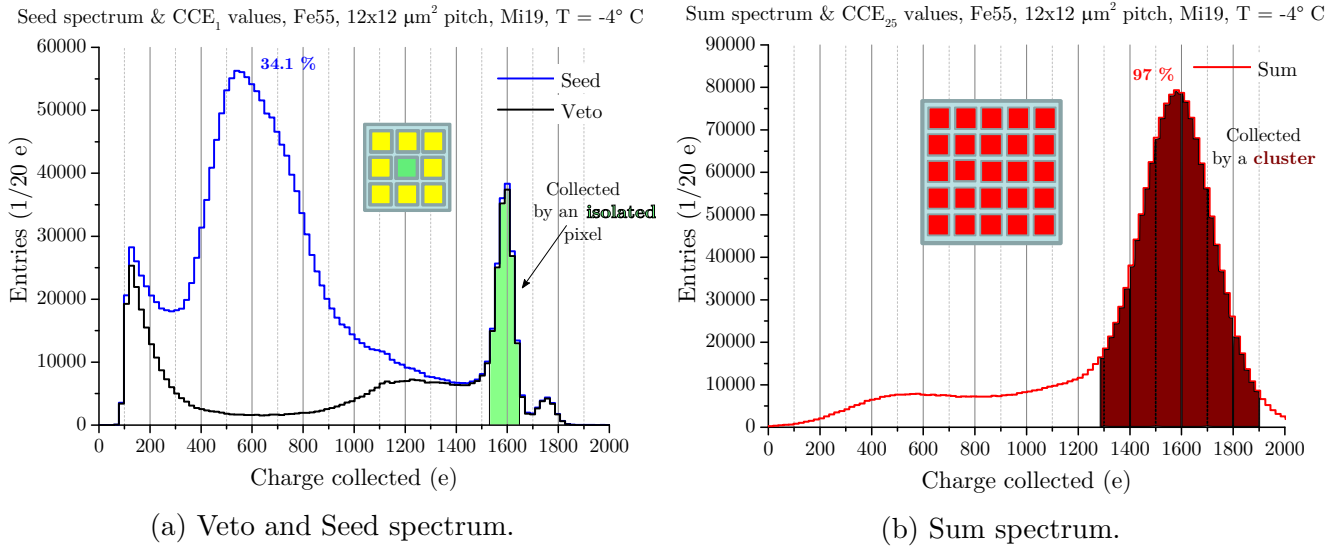 Seed spectrum & CCE₁ values, Fe55, 12x12 μm² pitch, Mi19, T = -4° C
60000
50000
40000
30000
20000
10000
0
Entries (1/20 e)
34.1 %
Seed
Veto
Collected
by an isolated
pixel
0 200 400 600 800 1000 1200 1400 1600 1800 2000
Charge collected (e)
(a) Veto and Seed spectrum.
Sum spectrum & CCE₂₅ values, Fe55, 12x12 μm² pitch, Mi19, T = -4° C
90000
80000
70000
60000
50000
40000
30000
20000
10000
0
Entries (1/20 e)
97 %
Sum
Collected
by a cluster
0 200 400 600 800 1000 1200 1400 1600 1800 2000
Charge collected (e)
(b) Sum spectrum.